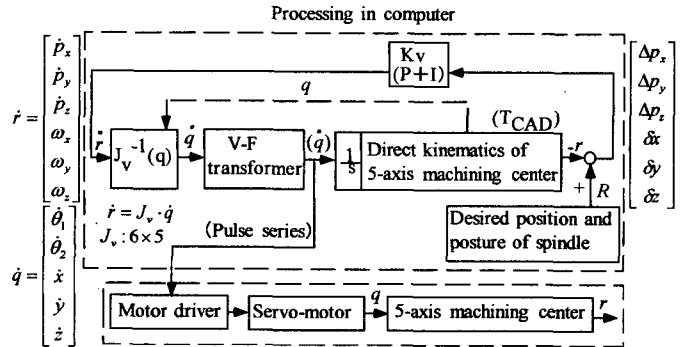 Processing in computer
ṙ = [ṗx ṗy ṗz ωx ωy ωz]
Kv
(P+I)
[Δpx Δpy Δpz δx δy δz]
q
(T_CAD)
ṙ
Jv⁻¹(q)
q̇
V-F
transformer
(q̇)
1/s
Direct kinematics of
5-axis machining center
-r
+
R
ṙ = Jv · q̇
Jv : 6×5
(Pulse series)
Desired position and
posture of spindle
q̇ = [θ̇1 θ̇2 ẋ ẏ ż]
Motor driver
Servo-motor
q
5-axis machining center
r